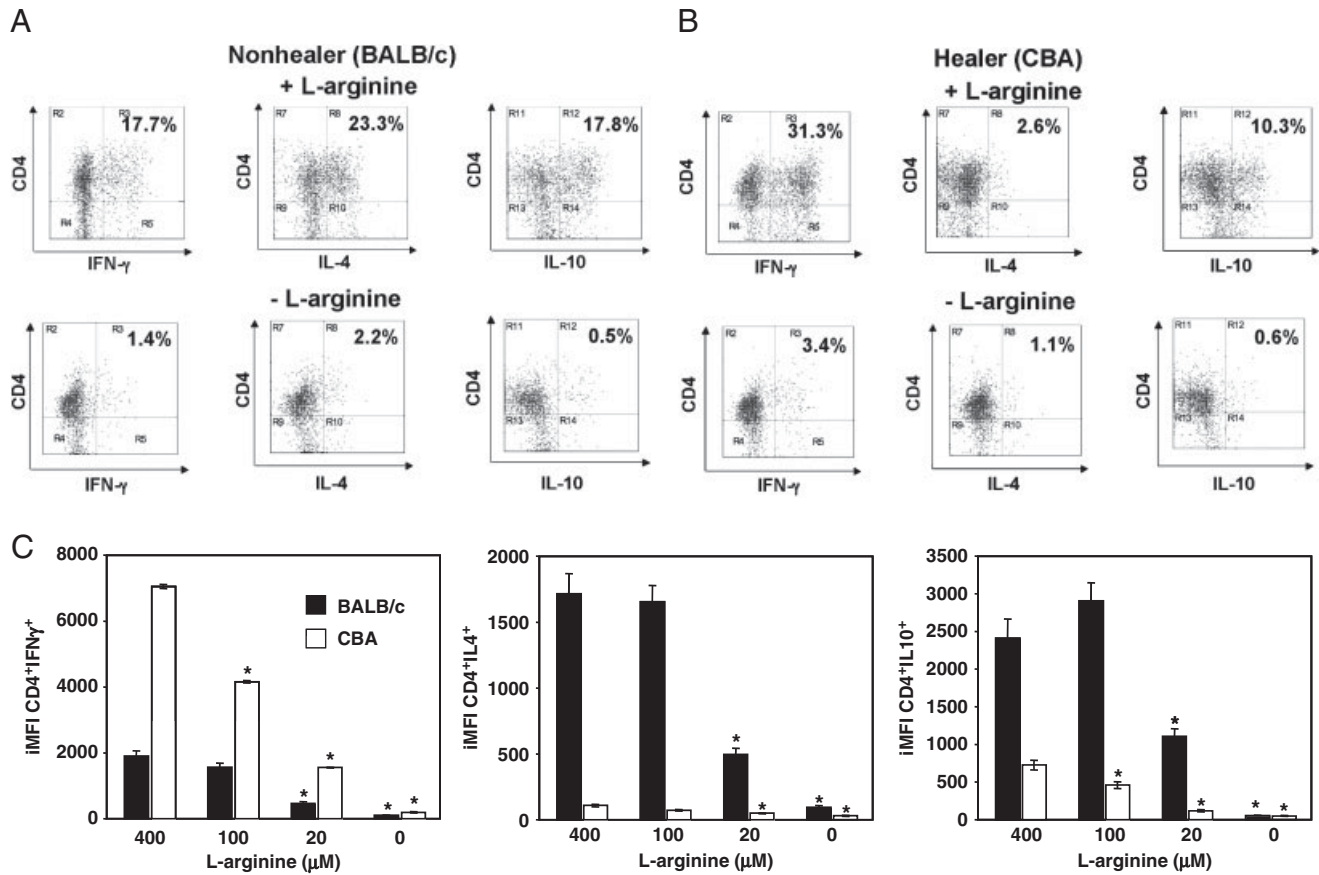 A
Nonhealer (BALB/c)
+ L-arginine
R2 R3 17.7%
R4 R5
CD4
IFN-γ
R7 R8 23.3%
R9 R10
CD4
IL-4
R11 R12 17.8%
R13 R14
CD4
IL-10
- L-arginine
R2 R3 1.4%
R4 R5
CD4
IFN-γ
R7 R8 2.2%
R9 R10
CD4
IL-4
R11 R12 0.5%
R13 R14
CD4
IL-10
B
Healer (CBA)
+ L-arginine
R2 R3 31.3%
R4 R5
CD4
IFN-γ
R7 R8 2.6%
R9 R10
CD4
IL-4
R11 R12 10.3%
R13 R14
CD4
IL-10
- L-arginine
R2 R3 3.4%
R4 R5
CD4
IFN-γ
R7 R8 1.1%
R9 R10
CD4
IL-4
R11 R12 0.6%
R13 R14
CD4
IL-10
C
iMFI CD4⁺IFNγ⁺
8000
6000
4000
2000
0
BALB/c
CBA
* * * * *
400 100 20 0
L-arginine (μM)
iMFI CD4⁺IL4⁺
2000
1500
1000
500
0
* * * *
400 100 20 0
L-arginine (μM)
iMFI CD4⁺IL10⁺
3500
3000
2500
2000
1500
1000
500
0
* * * * *
400 100 20 0
L-arginine (μM)